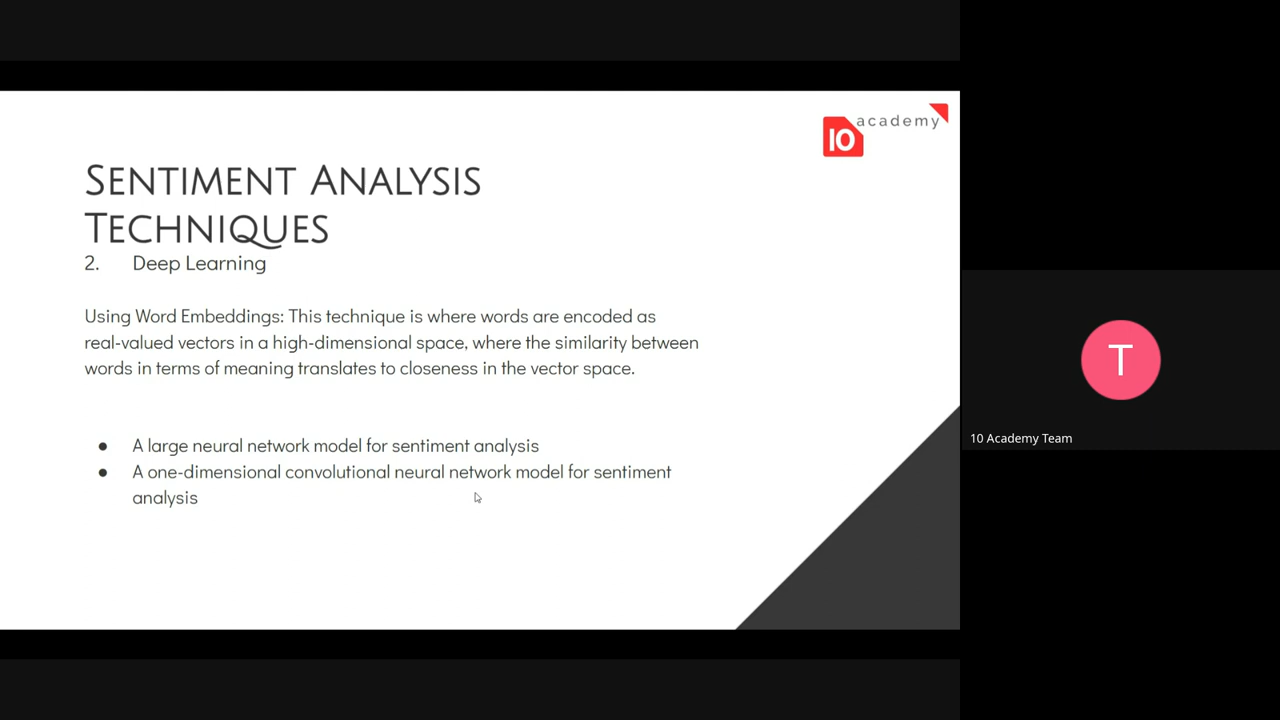 10 academy
Sentiment Analysis
Techniques
2. Deep Learning
Using Word Embeddings: This technique is where words are encoded as
real-valued vectors in a high-dimensional space, where the similarity between
words in terms of meaning translates to closeness in the vector space.
● A large neural network model for sentiment analysis
● A one-dimensional convolutional neural network model for sentiment
analysis
T
10 Academy Team